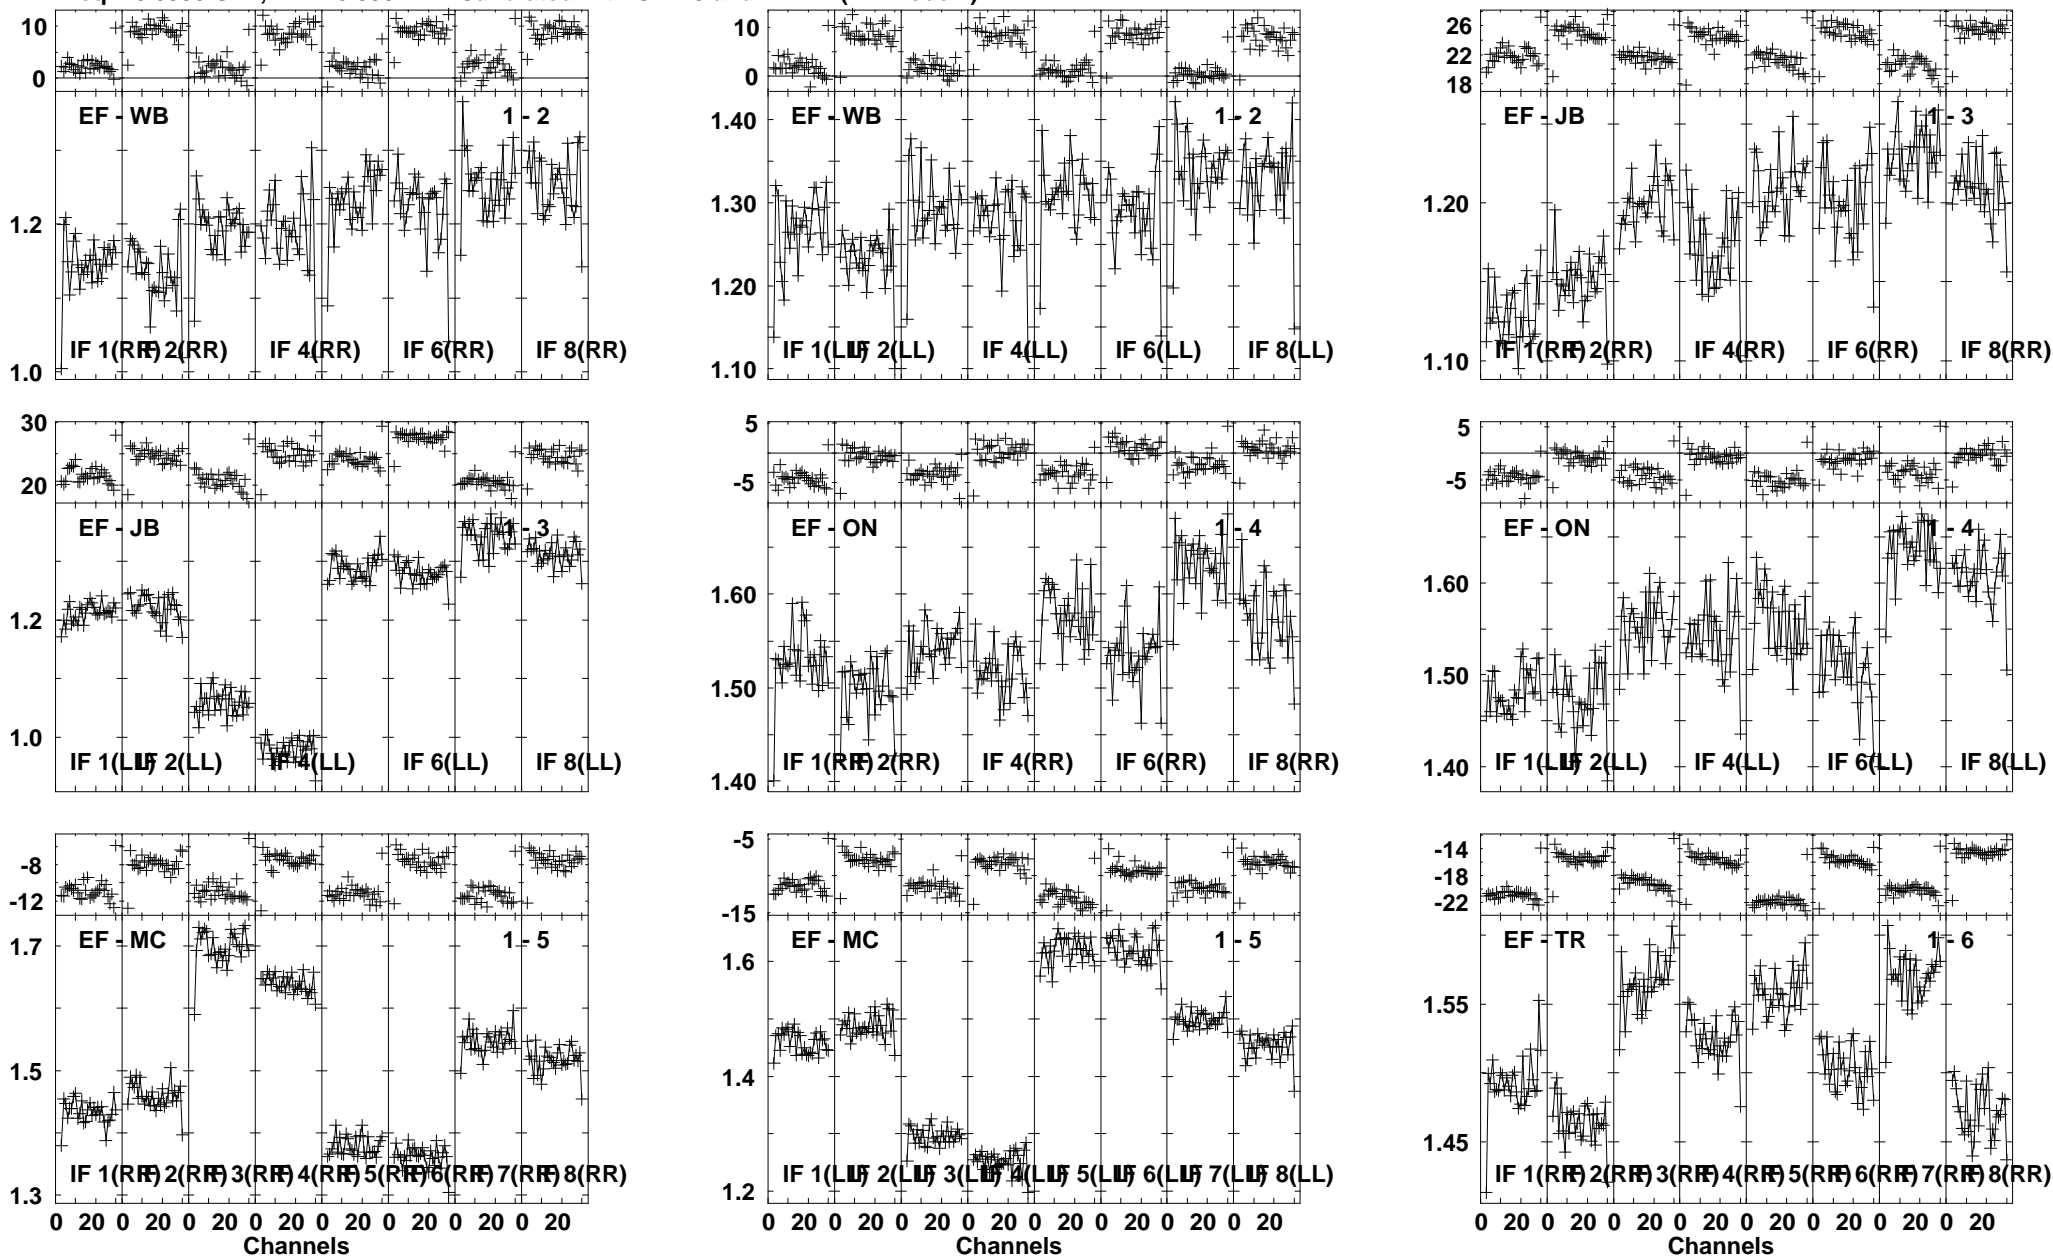 10
0
EF - WB
1 - 2
1.2
1.0
IF 1(RR)
IF 2(RR)
IF 4(RR)
IF 6(RR)
IF 8(RR)
10
0
EF - WB
1 - 2
1.40
1.30
1.20
1.10
IF 1(LL)
IF 2(LL)
IF 4(LL)
IF 6(LL)
IF 8(LL)
26
22
18
EF - JB
1 - 3
1.20
1.10
IF 1(RR)
IF 2(RR)
IF 4(RR)
IF 6(RR)
IF 8(RR)
30
20
EF - JB
1 - 3
1.2
1.0
IF 1(LL)
IF 2(LL)
IF 4(LL)
IF 6(LL)
IF 8(LL)
5
-5
EF - ON
1 - 4
1.60
1.50
1.40
IF 1(RR)
IF 2(RR)
IF 4(RR)
IF 6(RR)
IF 8(RR)
5
-5
EF - ON
1 - 4
1.60
1.50
1.40
IF 1(LL)
IF 2(LL)
IF 4(LL)
IF 6(LL)
IF 8(LL)
-8
-12
EF - MC
1 - 5
1.7
1.5
1.3
IF 1(RR)
IF 2(RR)
IF 3(RR)
IF 4(RR)
IF 5(RR)
IF 6(RR)
IF 7(RR)
IF 8(RR)
0 20 0 20 0 20 0 20 0 20 0 20 0 20 0 20
Channels
-5
-15
EF - MC
1 - 5
1.6
1.4
1.2
IF 1(LL)
IF 2(LL)
IF 3(LL)
IF 4(LL)
IF 5(LL)
IF 6(LL)
IF 7(LL)
IF 8(LL)
0 20 0 20 0 20 0 20 0 20 0 20 0 20 0 20
Channels
-14
-18
-22
EF - TR
1 - 6
1.55
1.45
IF 1(RR)
IF 2(RR)
IF 3(RR)
IF 4(RR)
IF 5(RR)
IF 6(RR)
IF 7(RR)
IF 8(RR)
0 20 0 20 0 20 0 20 0 20 0 20 0 20 0 20
Channels